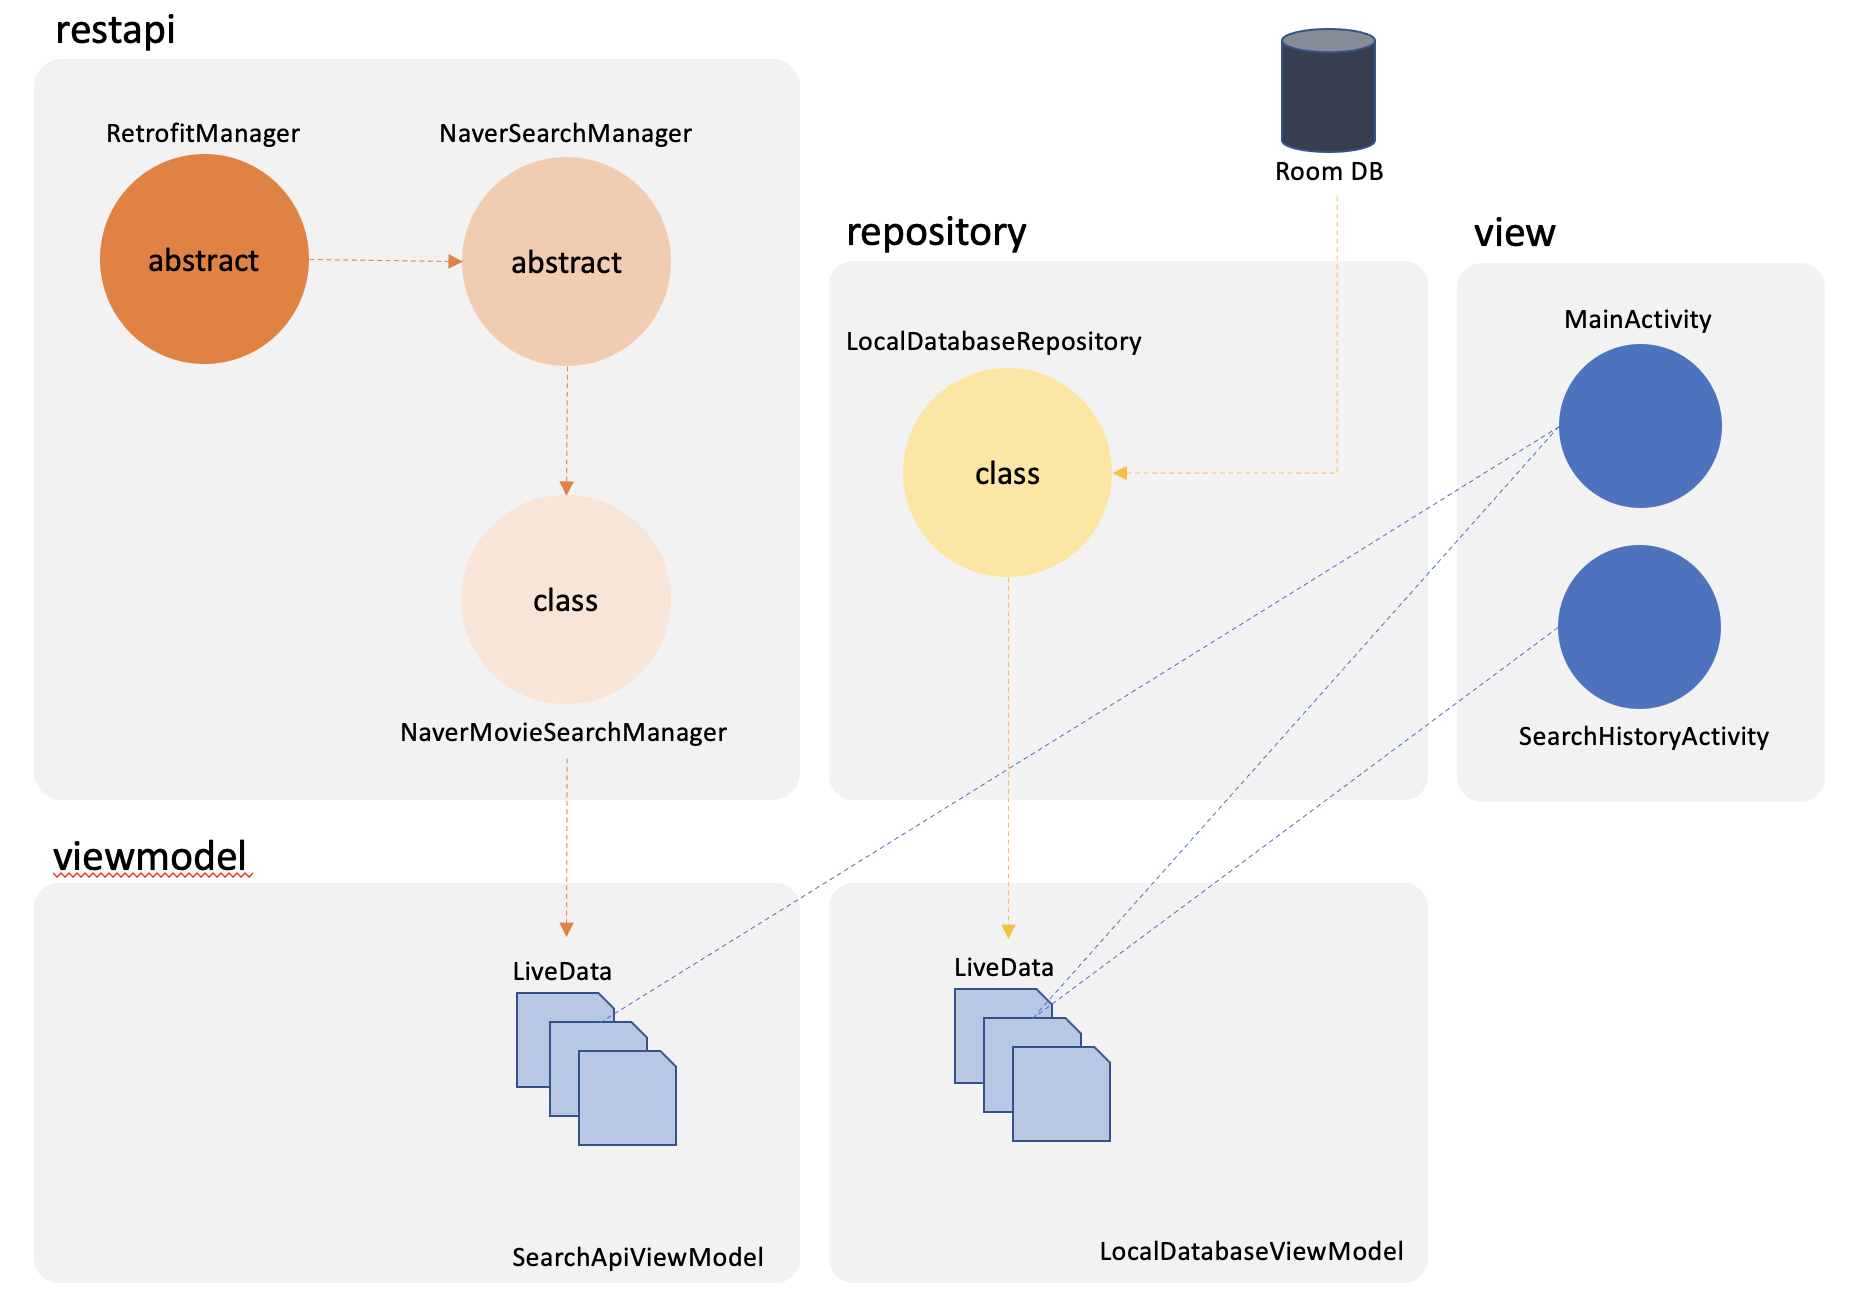 restapi
RetrofitManager
abstract
NaverSearchManager
abstract
class
NaverMovieSearchManager
Room DB
repository
LocalDatabaseRepository
class
view
MainActivity
SearchHistoryActivity
viewmodel
LiveData
SearchApiViewModel
LiveData
LocalDatabaseViewModel